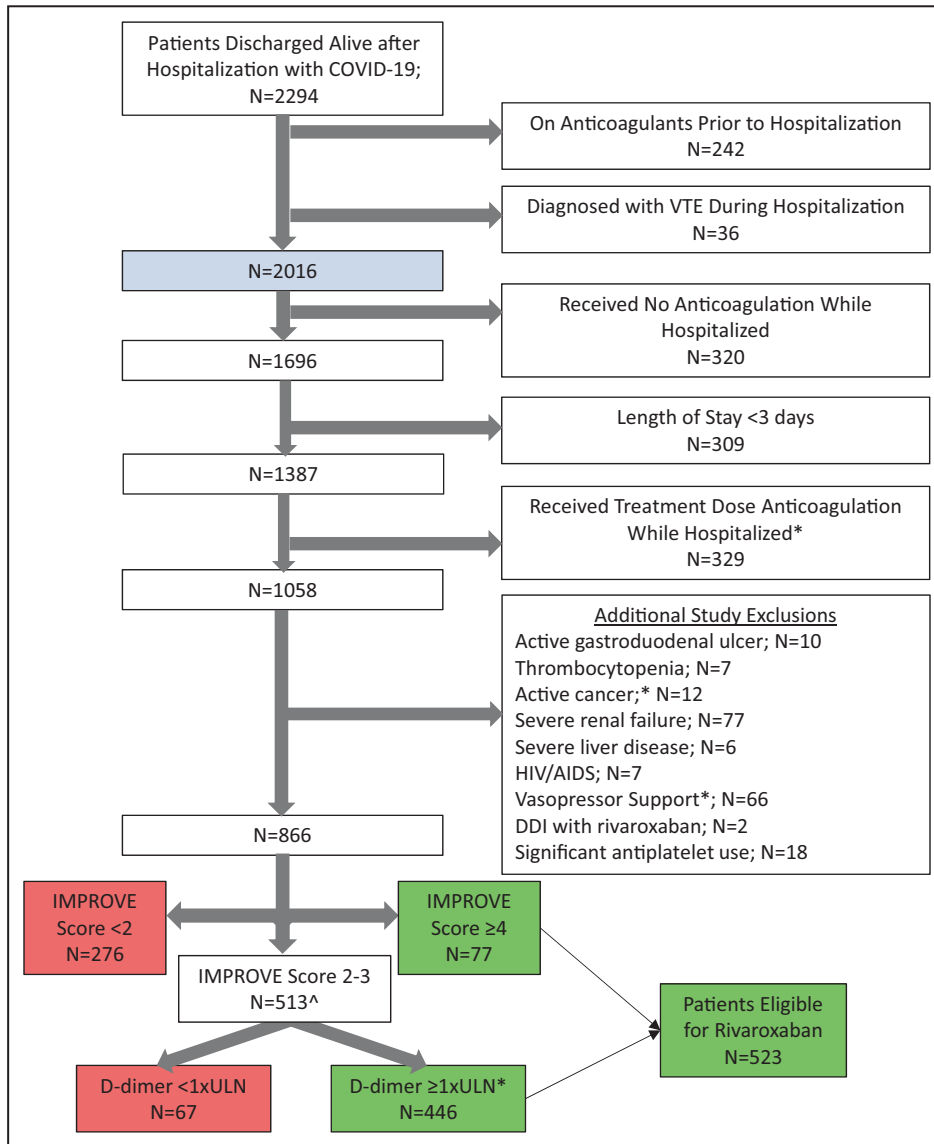 Patients Discharged Alive after
Hospitalization with COVID-19;
N=2294
On Anticoagulants Prior to Hospitalization
N=242
Diagnosed with VTE During Hospitalization
N=36
N=2016
Received No Anticoagulation While
Hospitalized
N=320
N=1696
Length of Stay <3 days
N=309
N=1387
Received Treatment Dose Anticoagulation
While Hospitalized*
N=329
N=1058
Additional Study Exclusions
Active gastroduodenal ulcer; N=10
Thrombocytopenia; N=7
Active cancer;* N=12
Severe renal failure; N=77
Severe liver disease; N=6
HIV/AIDS; N=7
Vasopressor Support*; N=66
DDI with rivaroxaban; N=2
Significant antiplatelet use; N=18
N=866
IMPROVE
Score <2
N=276
IMPROVE
Score ≥4
N=77
IMPROVE Score 2-3
N=513^
Patients Eligible
for Rivaroxaban
N=523
D-dimer <1xULN
N=67
D-dimer ≥1xULN*
N=446